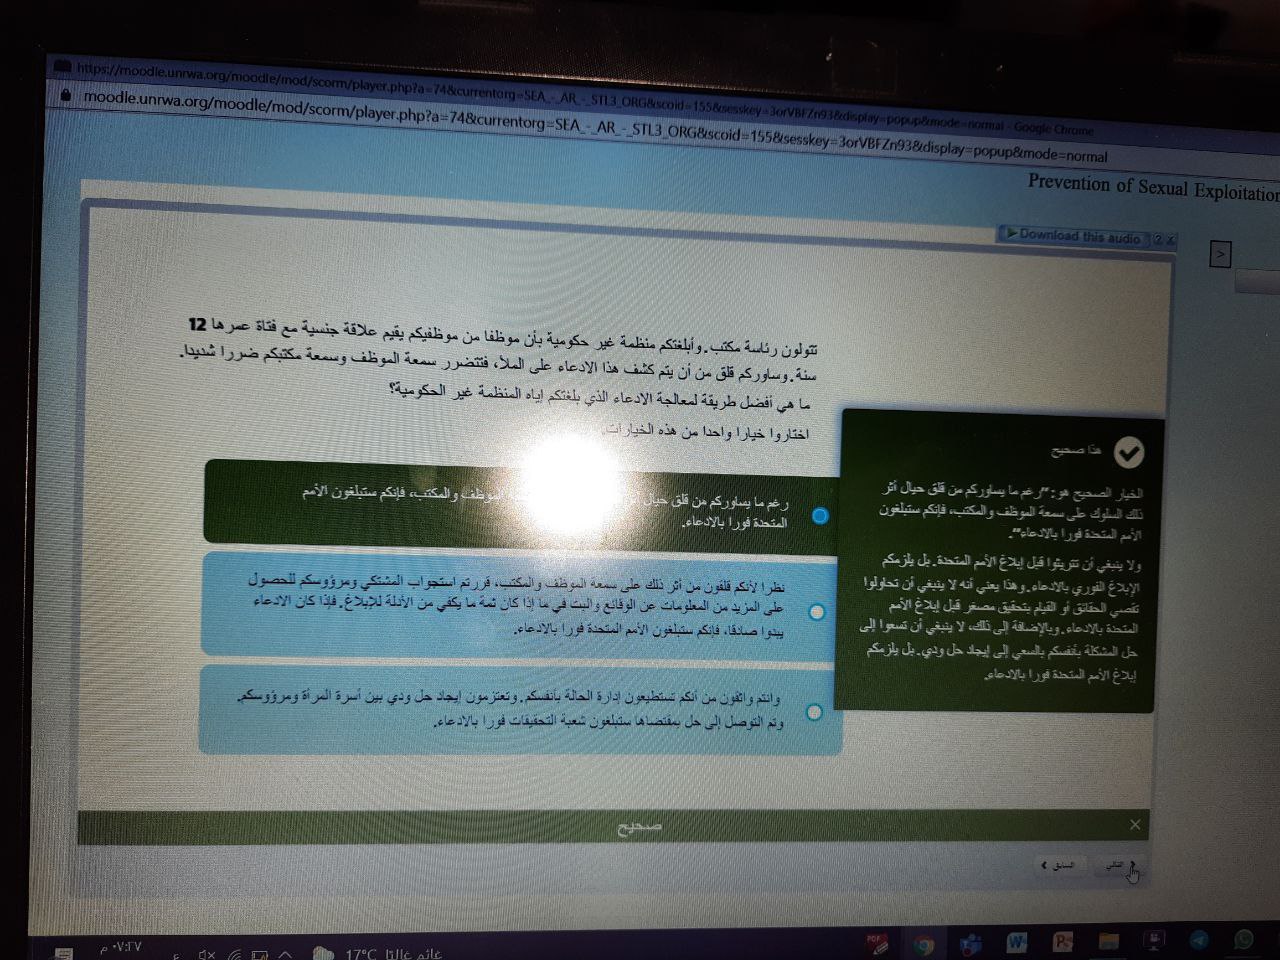 https://moodle.unrwa.org/moodle/mod/scorm/player.php?a=74&currentorg=SEA_-_AR_-_STL3_ORG&scoid=155&sesskey=3orVBFZn93&display=popup&mode=normal - Google Chrome
moodle.unrwa.org/moodle/mod/scorm/player.php?a=74&currentorg=SEA_-_AR_-_STL3_ORG&scoid=155&sesskey=3orVBFZn93&display=popup&mode=normal
Prevention of Sexual Exploitation
Download this audio ? X
>
تتولون رئاسة مكتب. وأبلغتكم منظمة غير حكومية بأن موظفا من موظفيكم يقيم علاقة جنسية مع فتاة عمرها 12
سنة. وساوركم قلق من أن يتم كشف هذا الادعاء على الملأ، فتتضرر سمعة الموظف وسمعة مكتبكم ضررا شديدا.
ما هي أفضل طريقة لمعالجة الادعاء الذي بلغتكم إياه المنظمة غير الحكومية؟
اختاروا خيارا واحدا من هذه الخيارات.
رغم ما يساوركم من قلق حيال الموظف والمكتب، فإنكم ستبلغون الأمم
المتحدة فورا بالادعاء.
نظرا لأنكم قلقون من أثر ذلك على سمعة الموظف والمكتب، قررتم استجواب المشتكي ومرؤوسكم للحصول
على المزيد من المعلومات عن الوقائع والبت في ما إذا كان ثمة ما يكفي من الأدلة للإبلاغ. فإذا كان الادعاء
يبدوا صادقا، فإنكم ستبلغون الأمم المتحدة فورا بالادعاء.
وانتم واثقون من أنكم تستطيعون إدارة الحالة بأنفسكم. وتعتزمون إيجاد حل ودي بين أسرة المرأة ومرؤوسكم.
وتم التوصل إلى حل بمقتضاها ستبلغون شعبة التحقيقات فورا بالادعاء.
هذا صحيح
الخيار الصحيح هو: "رغم ما يساوركم من قلق حيال أثر
ذلك السلوك على سمعة الموظف والمكتب، فإنكم ستبلغون
الأمم المتحدة فورا بالادعاء".
ولا ينبغي أن تتريثوا قبل إبلاغ الأمم المتحدة. بل يلزمكم
الإبلاغ الفوري بالادعاء. وهذا يعني أنه لا ينبغي أن تحاولوا
تقصي الحقائق أو القيام بتحقيق مصغر قبل إبلاغ الأمم
المتحدة بالادعاء. وبالإضافة إلى ذلك، لا ينبغي أن تسعوا إلى
حل المشكلة بأنفسكم بالسعي إلى إيجاد حل ودي. بل يلزمكم
إبلاغ الأمم المتحدة فورا بالادعاء.
صحيح
السابق
التالي
٠٧:٢٧ م
ع
17°C غائم غالبا